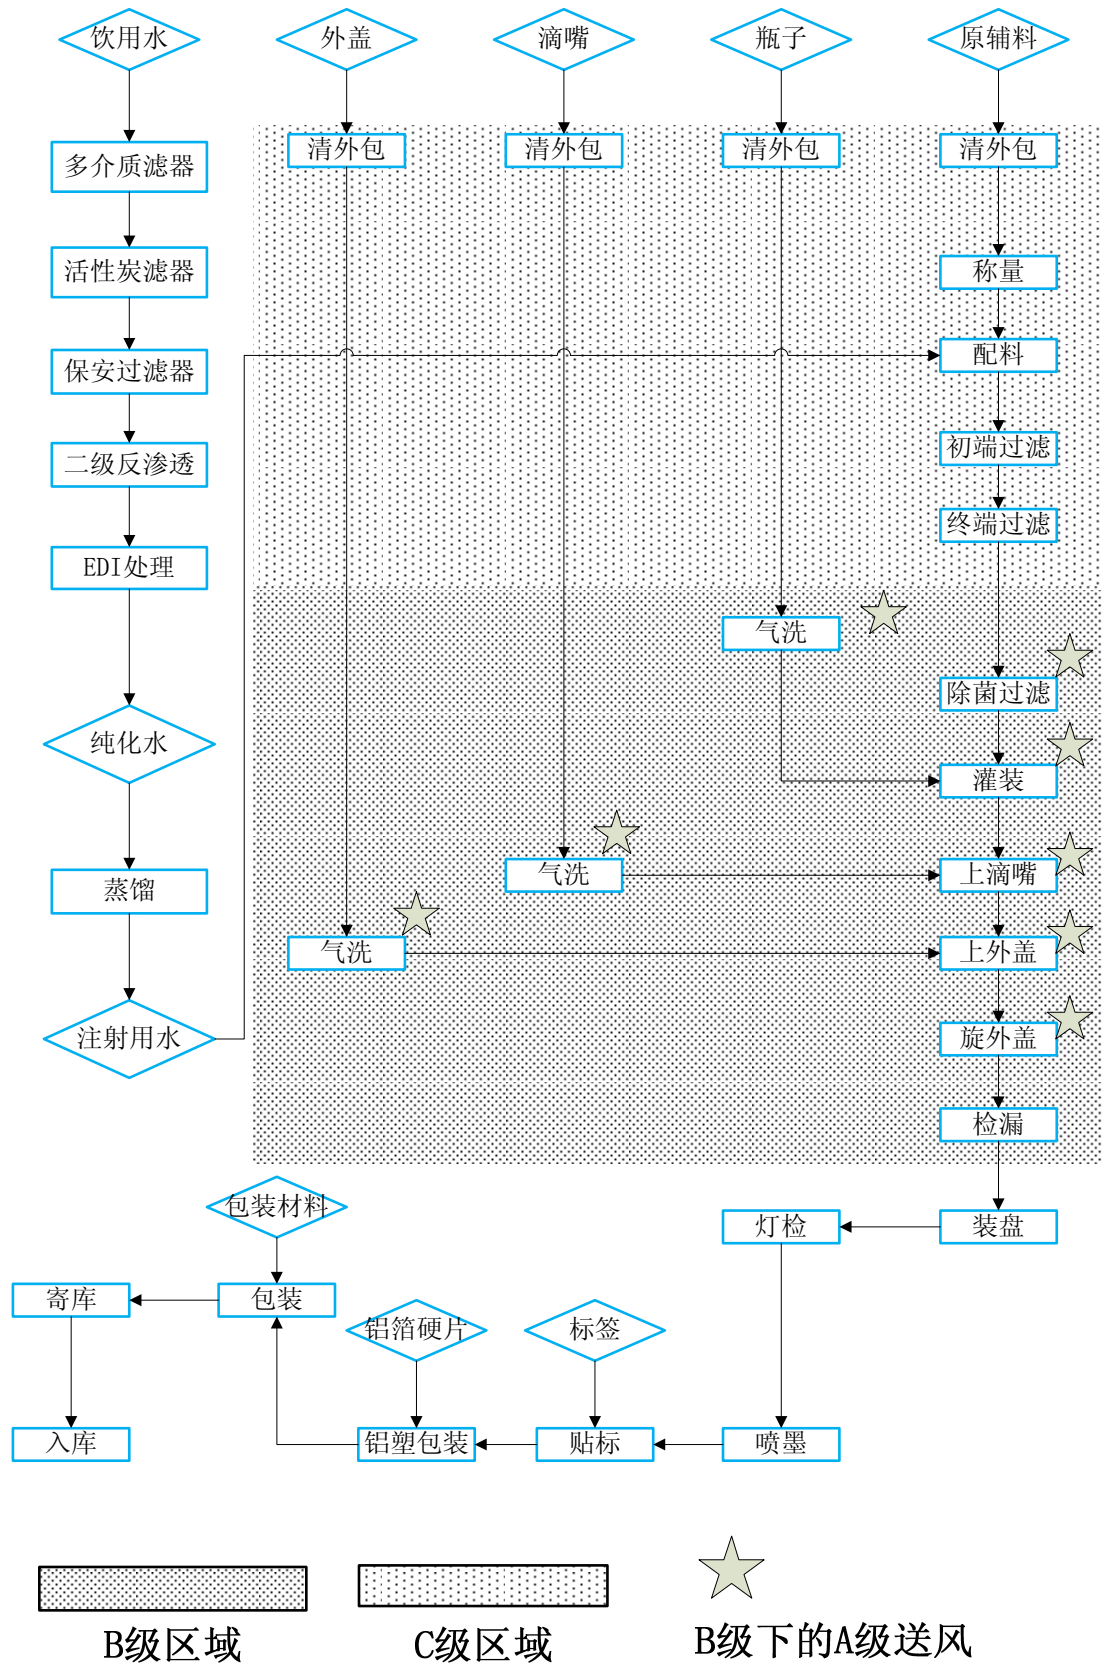 饮用水
外盖
滴嘴
瓶子
原辅料
清外包
清外包
清外包
清外包
多介质滤器
活性炭滤器
称量
保安过滤器
配料
二级反渗透
初端过滤
终端过滤
EDI处理
气洗
除菌过滤
纯化水
灌装
蒸馏
气洗
上滴嘴
气洗
上外盖
注射用水
旋外盖
检漏
包装材料
灯检
装盘
寄库
包装
铝箔硬片
标签
入库
铝塑包装
贴标
喷墨
B级区域
C级区域
B级下的A级送风